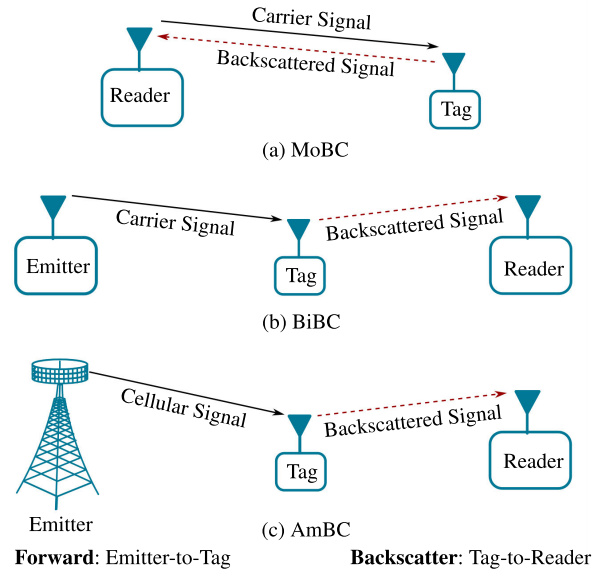 Carrier Signal
Backscattered Signal
Reader
Tag
(a) MoBC
Carrier Signal
Backscattered Signal
Emitter
Tag
Reader
(b) BiBC
Cellular Signal
Backscattered Signal
Tag
Reader
Emitter
(c) AmBC
Forward: Emitter-to-Tag
Backscatter: Tag-to-Reader